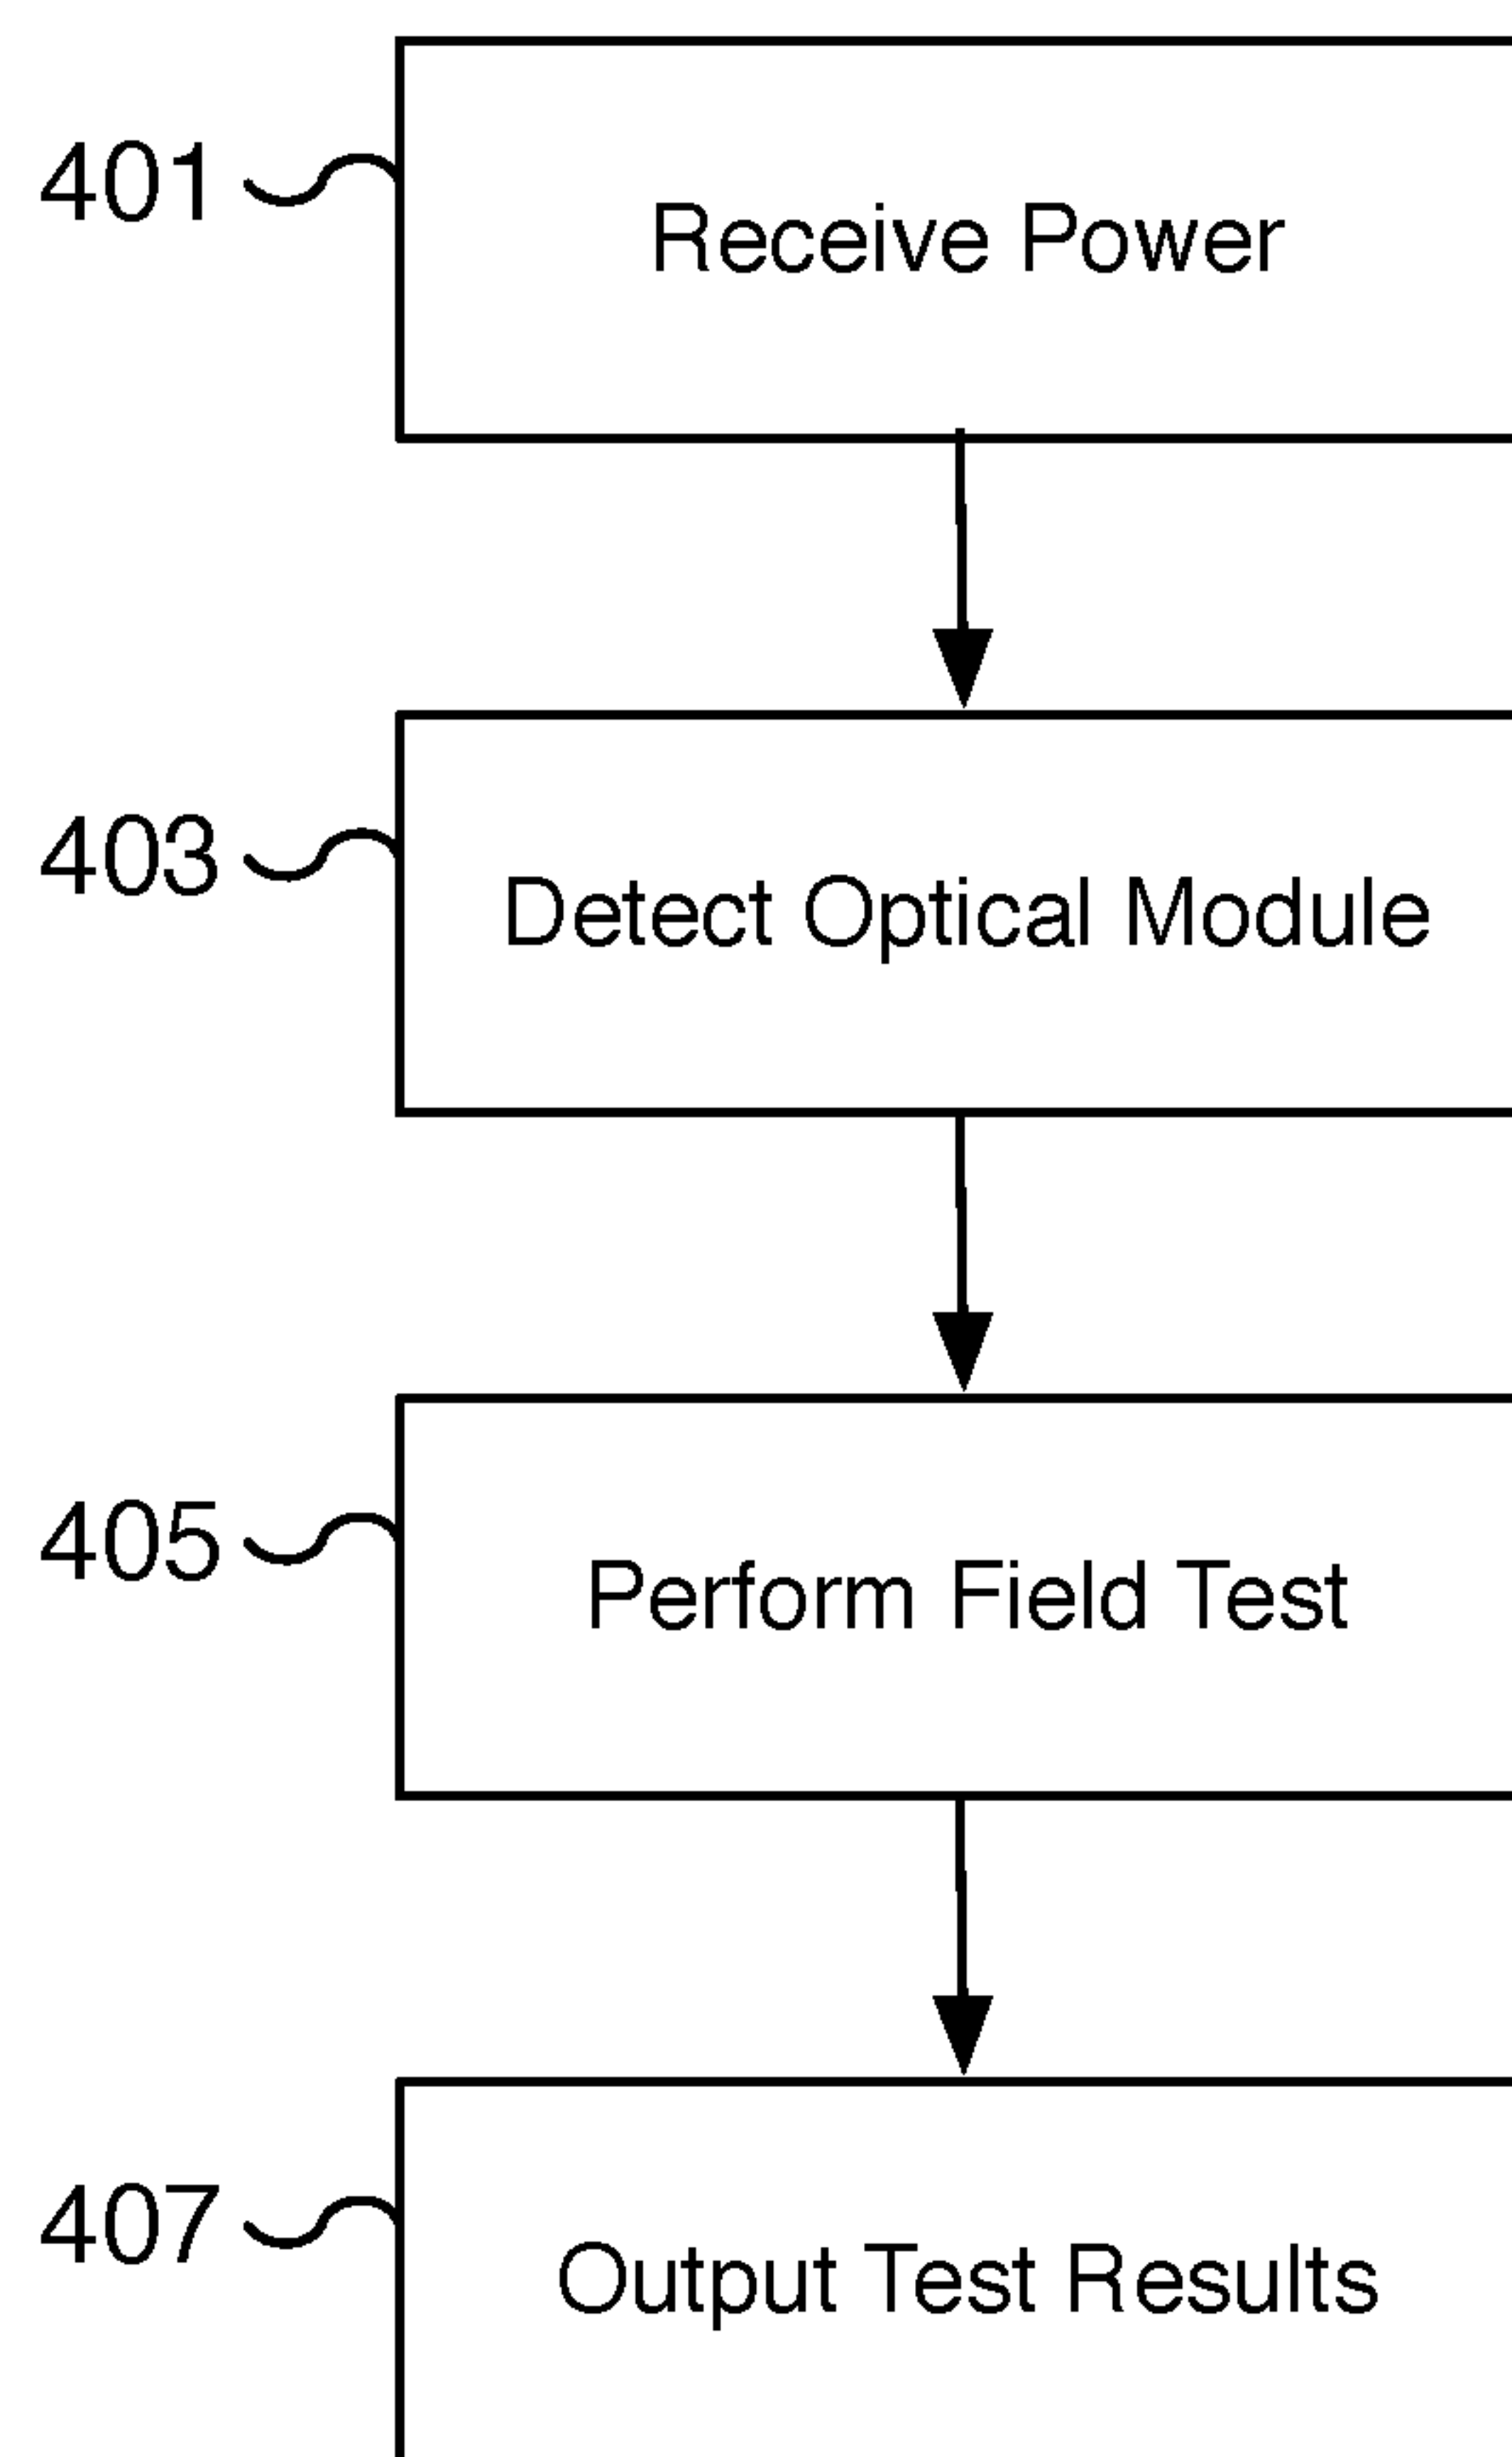 401
Receive Power
403
Detect Optical Module
405
Perform Field Test
407
Output Test Results